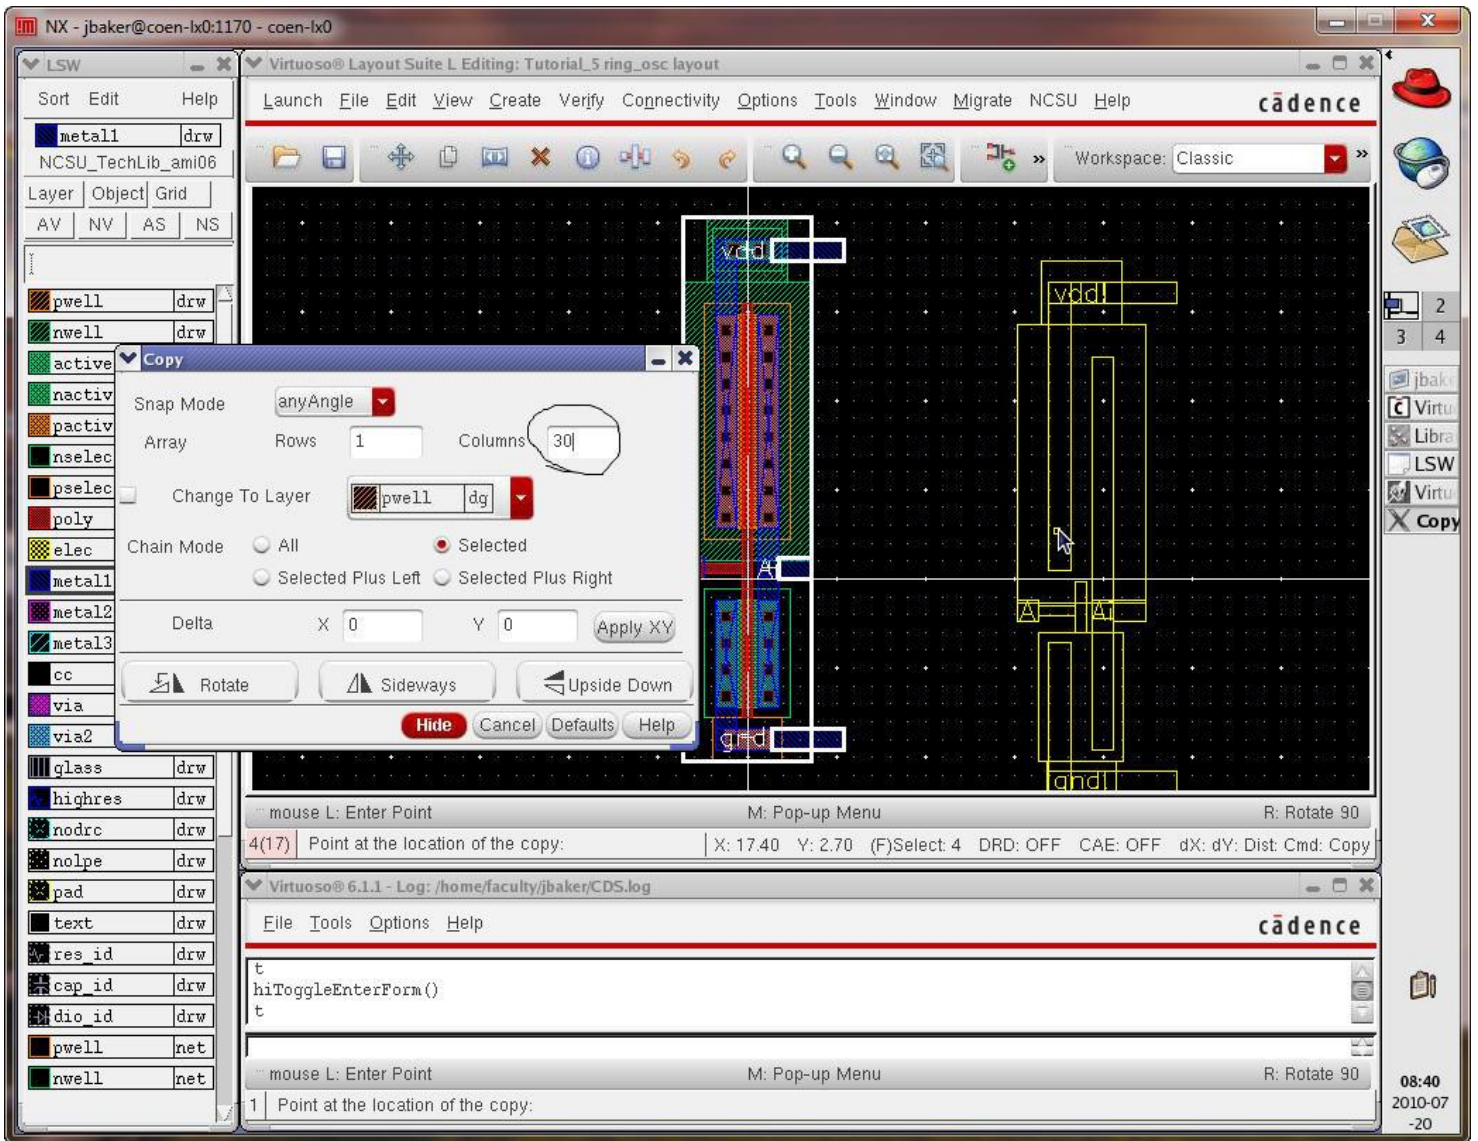 NX - jbaker@coen-lx0:1170 - coen-lx0
LSW
Sort Edit Help
metal1 drw
NCSU_TechLib_ami06
Layer Object Grid
AV NV AS NS
pwell drw
nwell drw
active
nactiv
pactiv
nselec
pselec
poly
elec
metal1
metal2
metal3
cc
via
via2
glass drw
highres drw
nodrc drw
nolpe drw
pad drw
text drw
res_id drw
cap_id drw
dio_id drw
pwell net
nwell net
Virtuoso® Layout Suite L Editing: Tutorial_5 ring_osc layout
Launch File Edit View Create Verify Connectivity Options Tools Window Migrate NCSU Help
cādence
» Workspace: Classic »
vdd
vdd!
A
A Ai
gnd
gnd!
Copy
Snap Mode anyAngle
Array Rows 1 Columns 30
Change To Layer pwell dg
Chain Mode All Selected
Selected Plus Left Selected Plus Right
Delta X 0 Y 0 Apply XY
Rotate Sideways Upside Down
Hide Cancel Defaults Help
mouse L: Enter Point M: Pop-up Menu R: Rotate 90
4(17) Point at the location of the copy: X: 17.40 Y: 2.70 (F)Select: 4 DRD: OFF CAE: OFF dX: dY: Dist: Cmd: Copy
Virtuoso® 6.1.1 - Log: /home/faculty/jbaker/CDS.log
File Tools Options Help
cādence
t
hiToggleEnterForm()
t
mouse L: Enter Point M: Pop-up Menu R: Rotate 90
1 Point at the location of the copy:
2
3 4
jbak
Virtu
Libra
LSW
Virtu
Copy
08:40
2010-07
-20